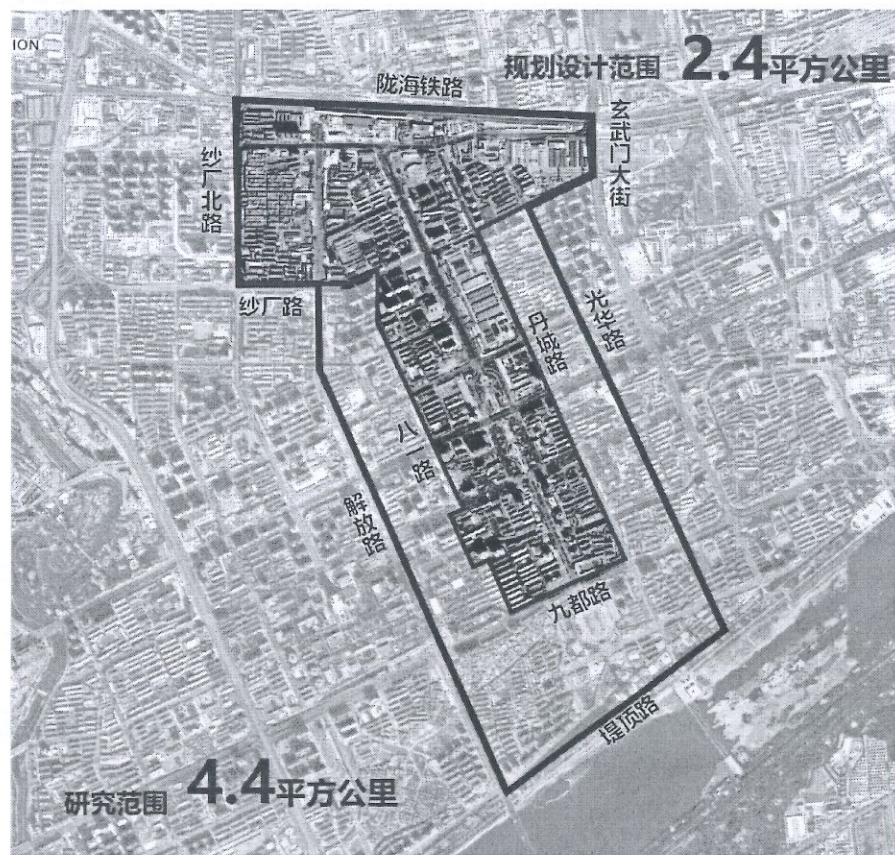 ION
规划设计范围 2.4平方公里
陇海铁路
玄武门大街
纱厂北路
纱厂路
光华路
丹城路
八一路
解放路
九都路
堤顶路
研究范围 4.4平方公里